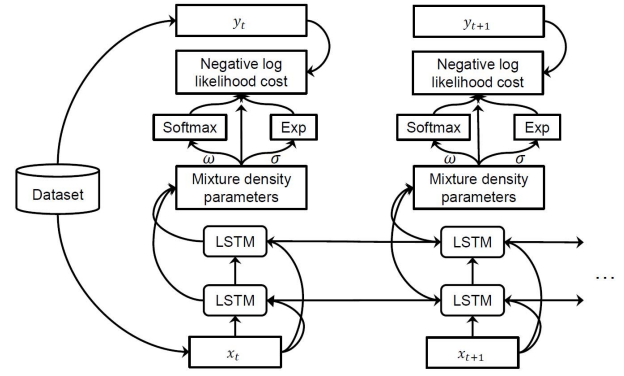 y_t
y_{t+1}
Negative log
likelihood cost
Negative log
likelihood cost
Softmax
Exp
Softmax
Exp
ω
σ
ω
σ
Mixture density
parameters
Mixture density
parameters
Dataset
LSTM
LSTM
LSTM
LSTM
...
x_t
x_{t+1}